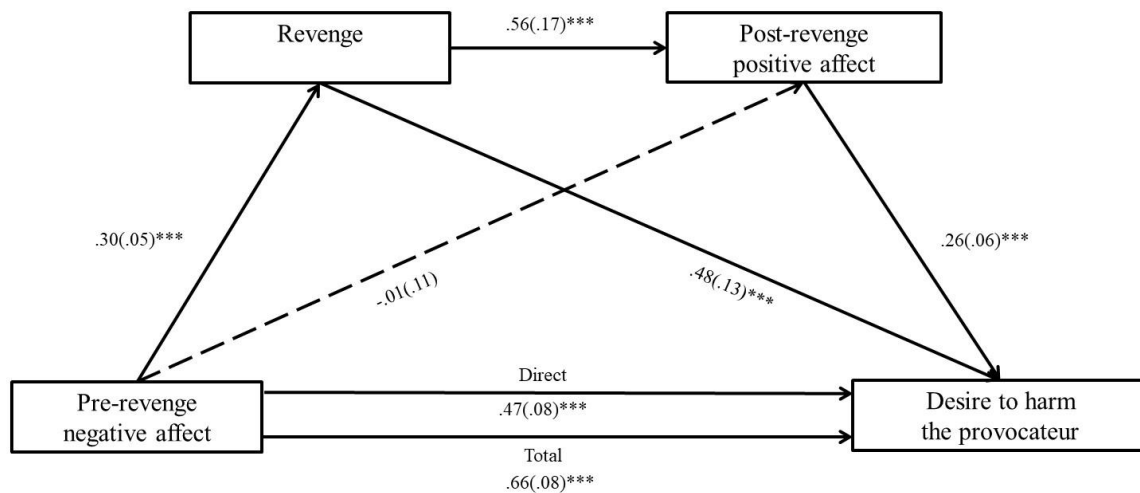 .56(.17)***
Revenge
Post-revenge
positive affect
.30(.05)***
-.01(.11)
.48(.13)***
.26(.06)***
Pre-revenge
negative affect
Direct
.47(.08)***
Total
.66(.08)***
Desire to harm
the provocateur